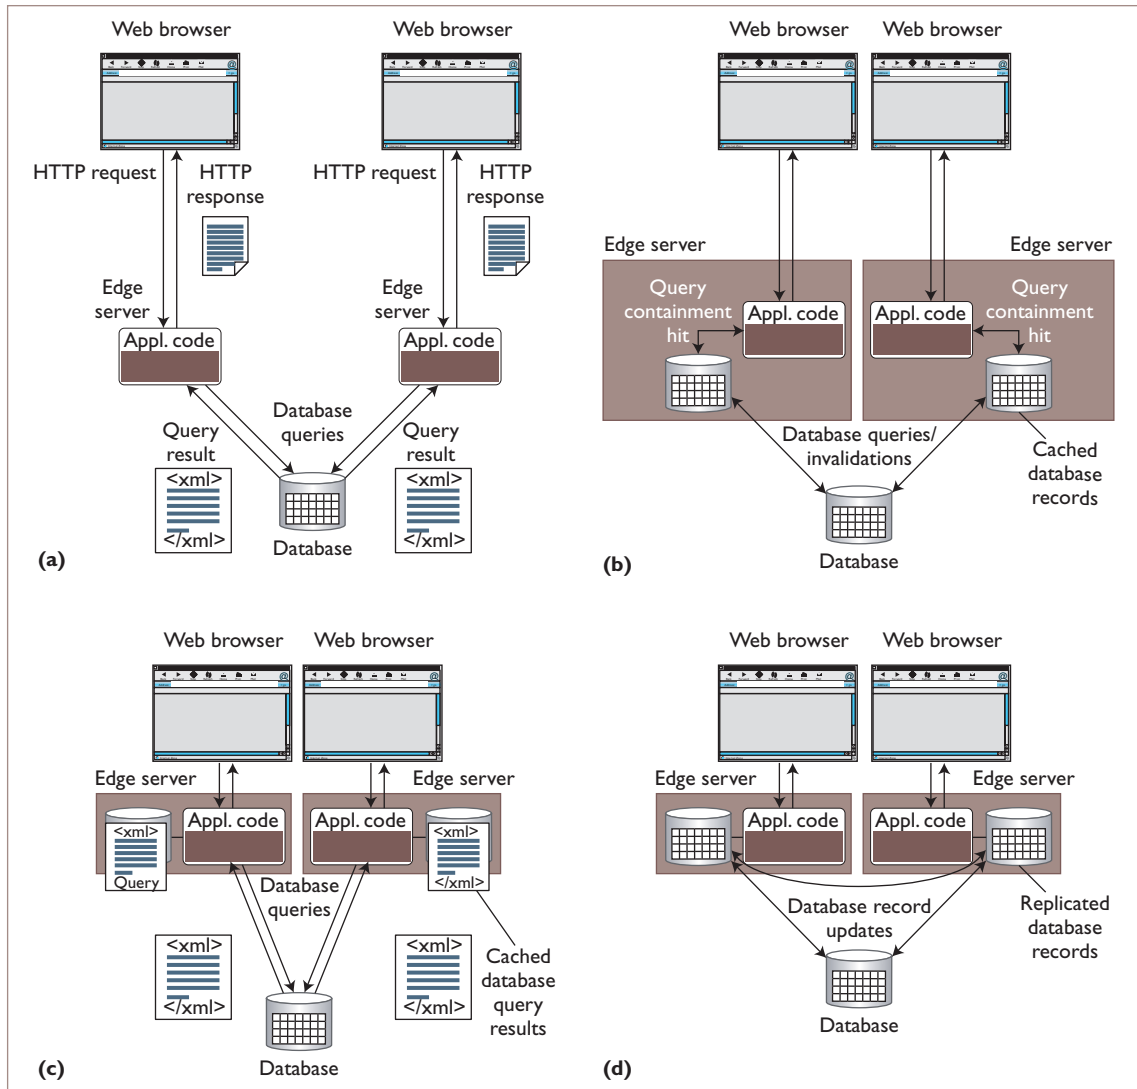 Web browser
Web browser
HTTP request
HTTP
response
HTTP request
HTTP
response
Edge
server
Edge
server
Appl. code
Appl. code
Database
queries
Query
result
Query
result
<xml>
</xml>
<xml>
</xml>
Database
(a)
Web browser
Web browser
Edge server
Edge server
Query
containment
hit
Appl. code
Appl. code
Query
containment
hit
Database queries/
invalidations
Cached
database
records
Database
(b)
Web browser
Web browser
Edge server
Edge server
<xml>
Query
Appl. code
Appl. code
<xml>
</xml>
Database
queries
<xml>
</xml>
<xml>
</xml>
Cached
database
query
results
Database
(c)
Web browser
Web browser
Edge server
Edge server
Appl. code
Appl. code
Database record
updates
Replicated
database
records
Database
(d)